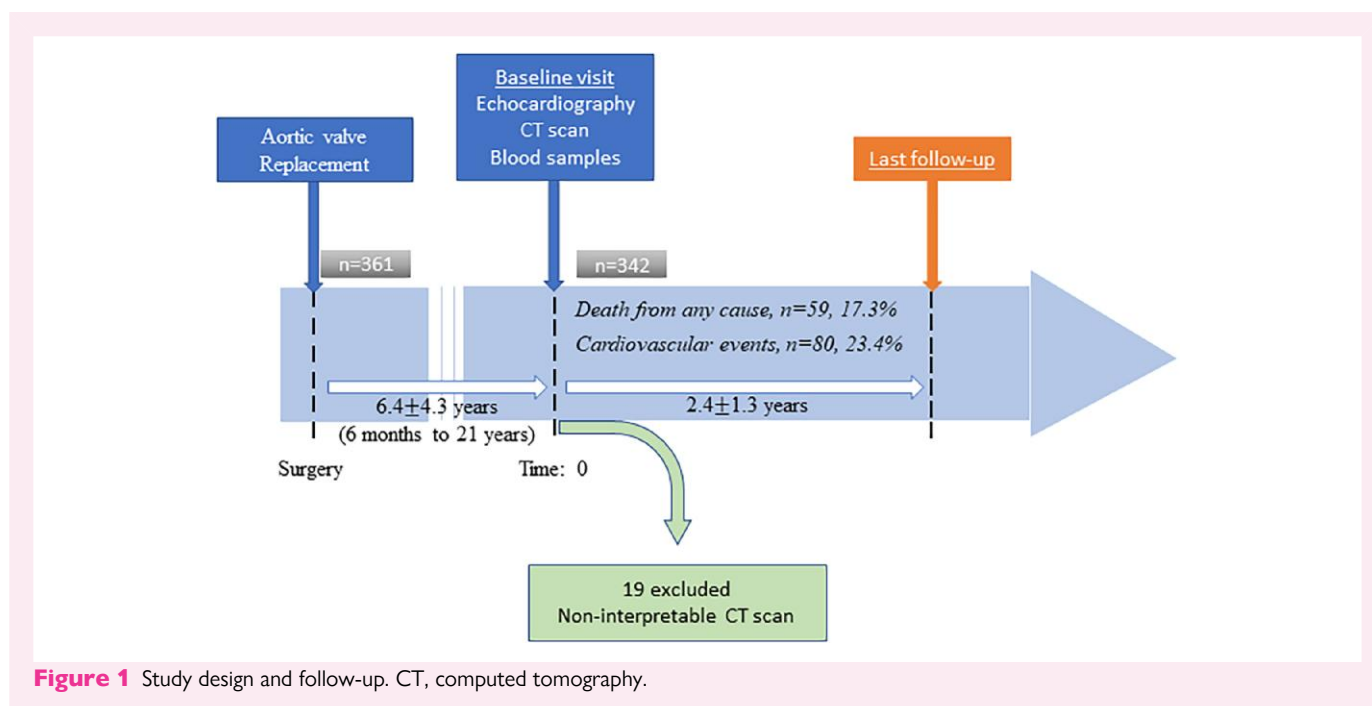 Aortic valve
Replacement
Baseline visit
Echocardiography
CT scan
Blood samples
Last follow-up
n=361
n=342
Death from any cause, n=59, 17.3%
Cardiovascular events, n=80, 23.4%
6.4±4.3 years
(6 months to 21 years)
2.4±1.3 years
Surgery
Time: 0
19 excluded
Non-interpretable CT scan
Figure 1 Study design and follow-up. CT, computed tomography.